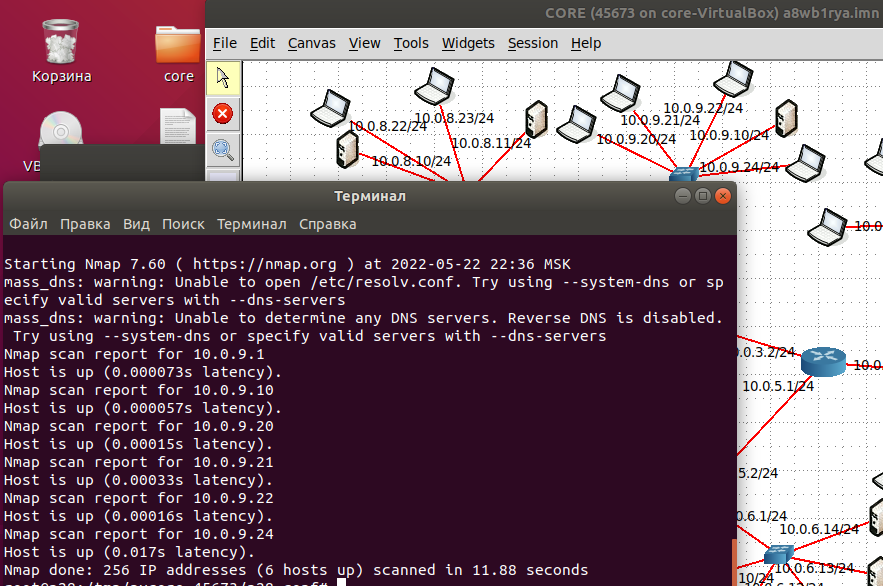 CORE (45673 on core-VirtualBox) a8wb1rya.imn
Корзина
core
File Edit Canvas View Tools Widgets Session Help
10.0.8.22/24
10.0.8.23/24
10.0.8.10/24
10.0.8.11/24
10.0.9.20/24
10.0.9.21/24
10.0.9.22/24
10.0.9.10/24
10.0.9.24/24
10.0
VB
Терминал
Файл Правка Вид Поиск Терминал Справка
Starting Nmap 7.60 ( https://nmap.org ) at 2022-05-22 22:36 MSK
mass_dns: warning: Unable to open /etc/resolv.conf. Try using --system-dns or sp
ecify valid servers with --dns-servers
mass_dns: warning: Unable to determine any DNS servers. Reverse DNS is disabled.
Try using --system-dns or specify valid servers with --dns-servers
Nmap scan report for 10.0.9.1
Host is up (0.000073s latency).
Nmap scan report for 10.0.9.10
Host is up (0.000057s latency).
Nmap scan report for 10.0.9.20
Host is up (0.00015s latency).
Nmap scan report for 10.0.9.21
Host is up (0.00033s latency).
Nmap scan report for 10.0.9.22
Host is up (0.00016s latency).
Nmap scan report for 10.0.9.24
Host is up (0.017s latency).
Nmap done: 256 IP addresses (6 hosts up) scanned in 11.88 seconds
.0.3.2/24
10.0
10.0.5.1/24
5.2/24
0.6.1/24
10.0.6.14/24
10.0.6.13/24
10/24